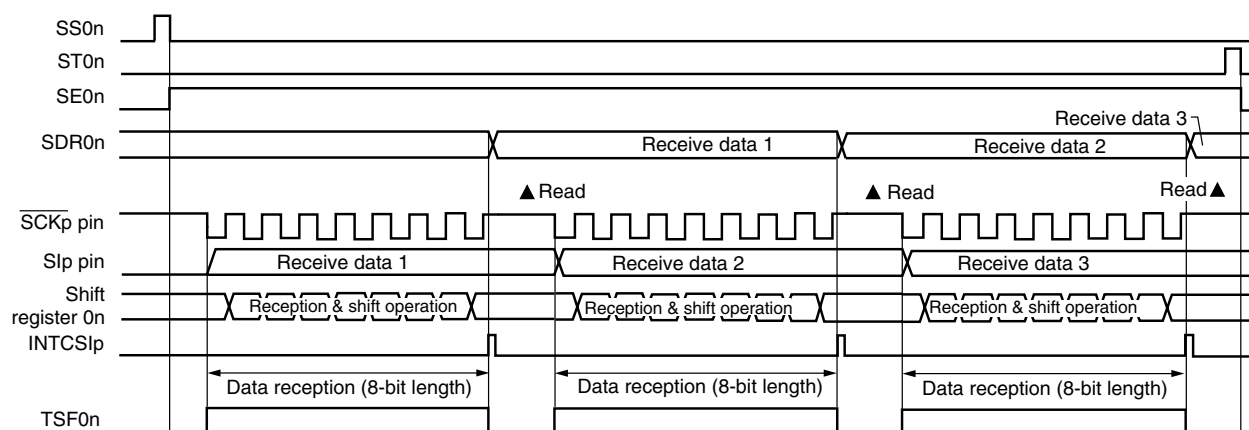 SS0n
ST0n
SE0n
SDR0n
Receive data 1
Receive data 2
Receive data 3
▲ Read
▲ Read
Read ▲
SCKp pin
SIp pin
Receive data 1
Receive data 2
Receive data 3
Shift
register 0n
Reception & shift operation
Reception & shift operation
Reception & shift operation
INTCSIp
Data reception (8-bit length)
Data reception (8-bit length)
Data reception (8-bit length)
TSF0n